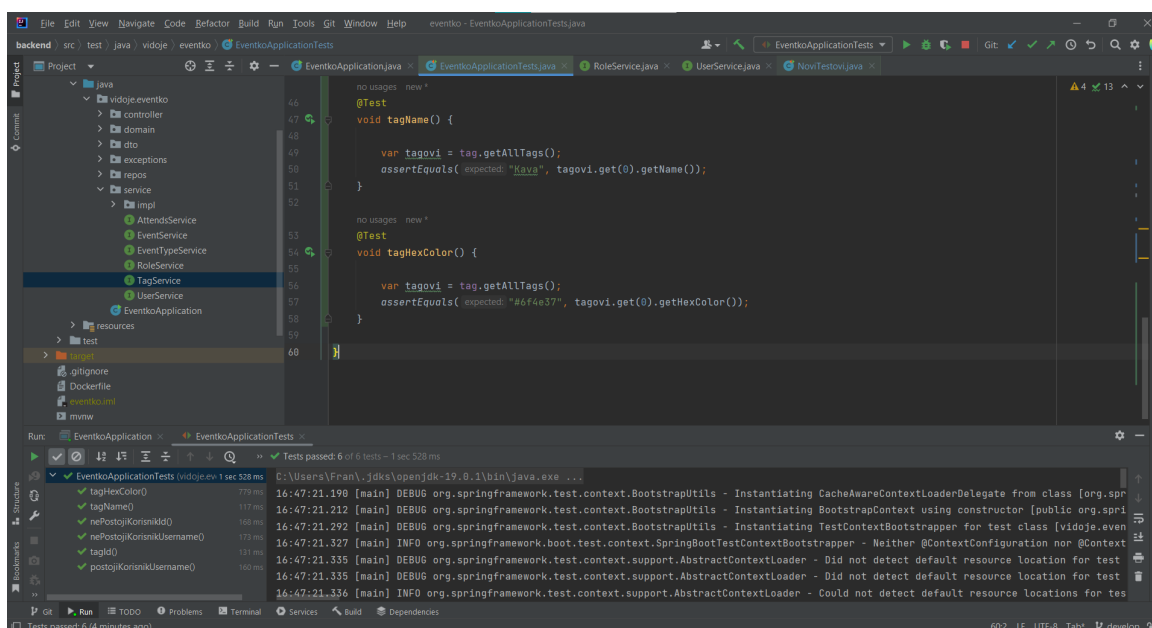 File Edit View Navigate Code Refactor Build Run Tools Git Window Help eventko - EventkoApplicationTests.java
backend src test java vidoje eventko EventkoApplicationTests
EventkoApplicationTests
Git:
Project
EventkoApplication.java EventkoApplicationTests.java RoleService.java UserService.java NoviTestovi.java
Project
Commit
java
vidoje.eventko
controller
domain
dto
exceptions
repos
service
impl
AttendsService
EventService
EventTypeService
RoleService
TagService
UserService
EventkoApplication
resources
test
target
.gitignore
Dockerfile
eventko.iml
mvnw
4 13
no usages new *
46 @Test
47 void tagName() {
48
49 var tagovi = tag.getAllTags();
50 assertEquals( expected: "Kava", tagovi.get(0).getName());
51 }
52
no usages new *
53 @Test
54 void tagHexColor() {
55
56 var tagovi = tag.getAllTags();
57 assertEquals( expected: "#6f4e37", tagovi.get(0).getHexColor());
58 }
59
60 }
Run: EventkoApplication EventkoApplicationTests
Tests passed: 6 of 6 tests – 1 sec 528 ms
EventkoApplicationTests (vidoje.ev 1 sec 528 ms
tagHexColor() 779 ms
tagName() 117 ms
nePostojiKorisnikId() 168 ms
nePostojiKorisnikUsername() 173 ms
tagId() 131 ms
postojiKorisnikUsername() 160 ms
C:\Users\Fran\.jdks\openjdk-19.0.1\bin\java.exe ...
16:47:21.190 [main] DEBUG org.springframework.test.context.BootstrapUtils - Instantiating CacheAwareContextLoaderDelegate from class [org.spr
16:47:21.212 [main] DEBUG org.springframework.test.context.BootstrapUtils - Instantiating BootstrapContext using constructor [public org.spri
16:47:21.292 [main] DEBUG org.springframework.test.context.BootstrapUtils - Instantiating TestContextBootstrapper for test class [vidoje.even
16:47:21.327 [main] INFO org.springframework.boot.test.context.SpringBootTestContextBootstrapper - Neither @ContextConfiguration nor @Context
16:47:21.335 [main] DEBUG org.springframework.test.context.support.AbstractContextLoader - Did not detect default resource location for test
16:47:21.335 [main] DEBUG org.springframework.test.context.support.AbstractContextLoader - Did not detect default resource location for test
16:47:21.336 [main] INFO org.springframework.test.context.support.AbstractContextLoader - Could not detect default resource locations for tes
Structure
Bookmarks
Git Run TODO Problems Terminal Services Build Dependencies
Tests passed: 6 (4 minutes ago) 60:2 LF UTF-8 Tab* develop